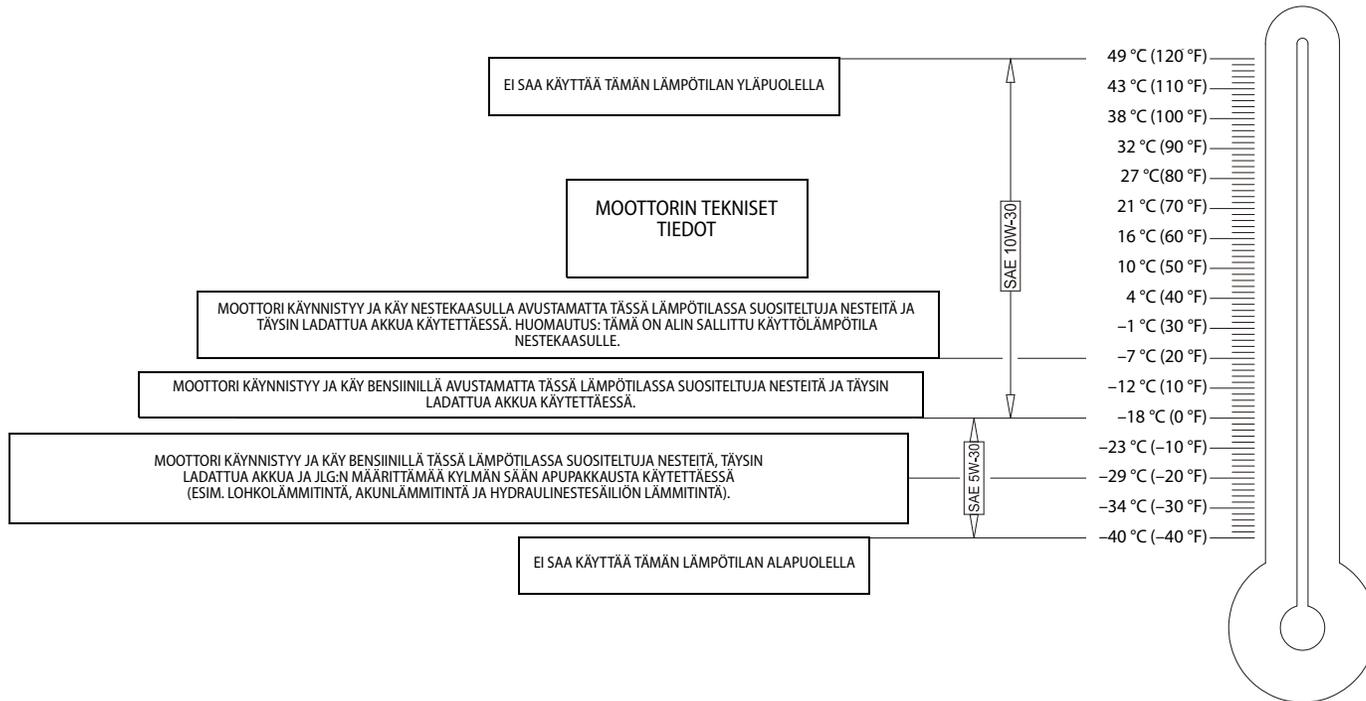 EI SAA KÄYTTÄÄ TÄMÄN LÄMPÖTILAN YLÄPUOLELLA
MOOTTORIN TEKNISET
TIEDOT
MOOTTORI KÄYNNISTYY JA KÄY NESTEKAASULLA AVUSTAMATTA TÄSSÄ LÄMPÖTILASSA SUOSITELTUJA NESTEITÄ JA
TÄYSIN LADATTUA AKKUA KÄYTETTÄESSÄ. HUOMAUTUS: TÄMÄ ON ALIN SALLITTU KÄYTTÖLÄMPÖTILA
NESTEKAASULLE.
MOOTTORI KÄYNNISTYY JA KÄY BENSIINILLÄ AVUSTAMATTA TÄSSÄ LÄMPÖTILASSA SUOSITELTUJA NESTEITÄ JA TÄYSIN
LADATTUA AKKUA KÄYTETTÄESSÄ.
MOOTTORI KÄYNNISTYY JA KÄY BENSIINILLÄ TÄSSÄ LÄMPÖTILASSA SUOSITELTUJA NESTEITÄ, TÄYSIN
LADATTUA AKKUA JA JLG:N MÄÄRITTÄMÄÄ KYLMÄN SÄÄN APUPAKKAUSTA KÄYTETTÄESSÄ
(ESIM. LOHKOLÄMMITINTÄ, AKUNLÄMMITINTÄ JA HYDRAULINESTESÄILIÖN LÄMMITINTÄ).
EI SAA KÄYTTÄÄ TÄMÄN LÄMPÖTILAN ALAPUOLELLA
SAE 10W-30
SAE 5W-30
49 °C (120 °F)
43 °C (110 °F)
38 °C (100 °F)
32 °C (90 °F)
27 °C(80 °F)
21 °C (70 °F)
16 °C (60 °F)
10 °C (50 °F)
4 °C (40 °F)
–1 °C (30 °F)
–7 °C (20 °F)
–12 °C (10 °F)
–18 °C (0 °F)
–23 °C (–10 °F)
–29 °C (–20 °F)
–34 °C (–30 °F)
–40 °C (–40 °F)